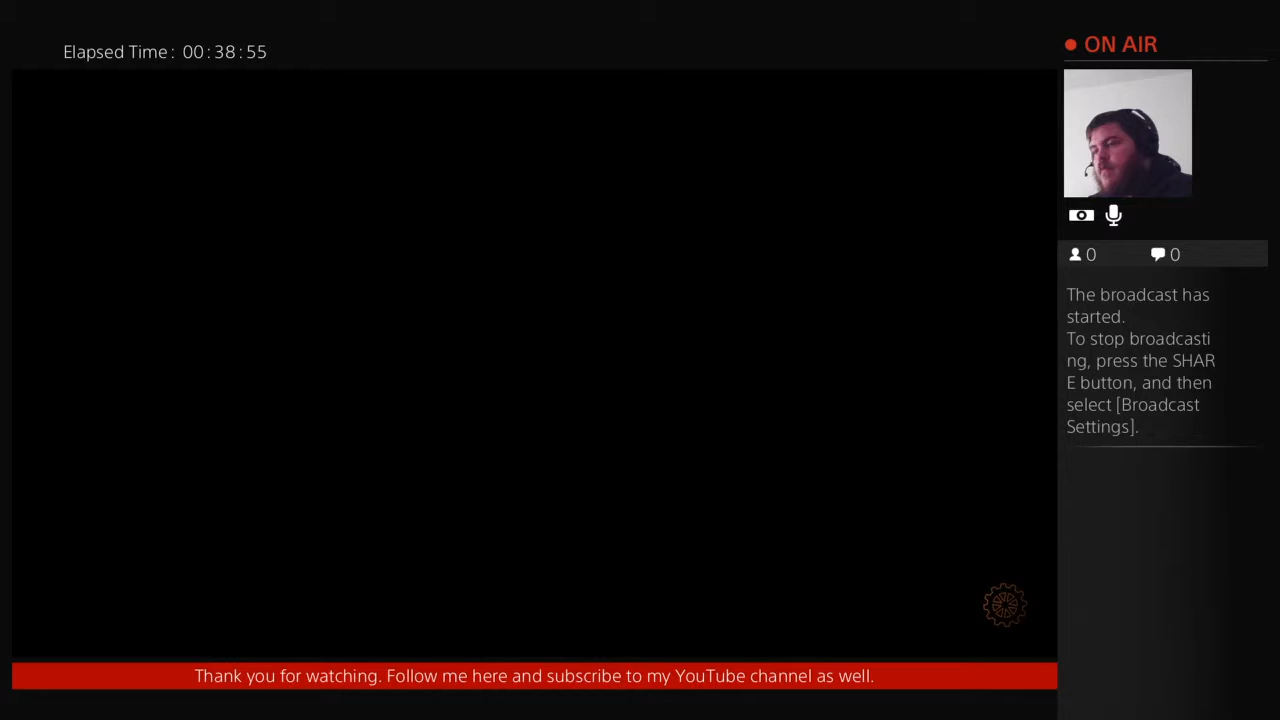 Elapsed Time: 00:38:55
ON AIR
0 0
The broadcast has
started.
To stop broadcasti
ng, press the SHAR
E button, and then
select [Broadcast
Settings].
Thank you for watching. Follow me here and subscribe to my YouTube channel as well.